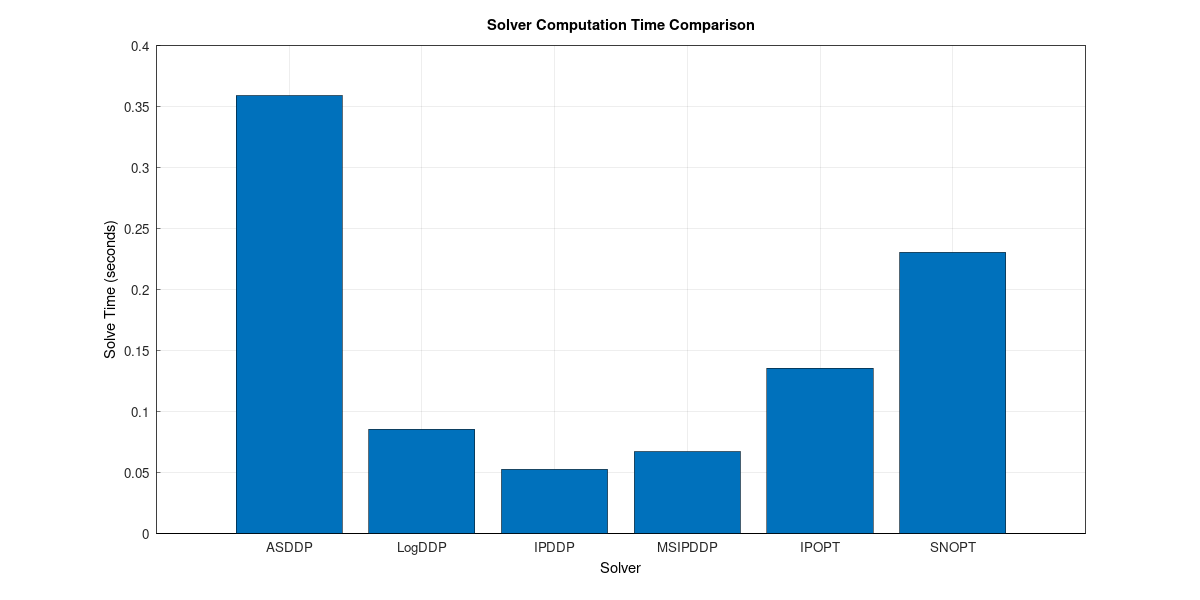 Solver Computation Time Comparison
0.4
0.35
0.3
0.25
0.2
0.15
0.1
0.05
0
Solve Time (seconds)
ASDDP LogDDP IPDDP MSIPDDP IPOPT SNOPT
Solver